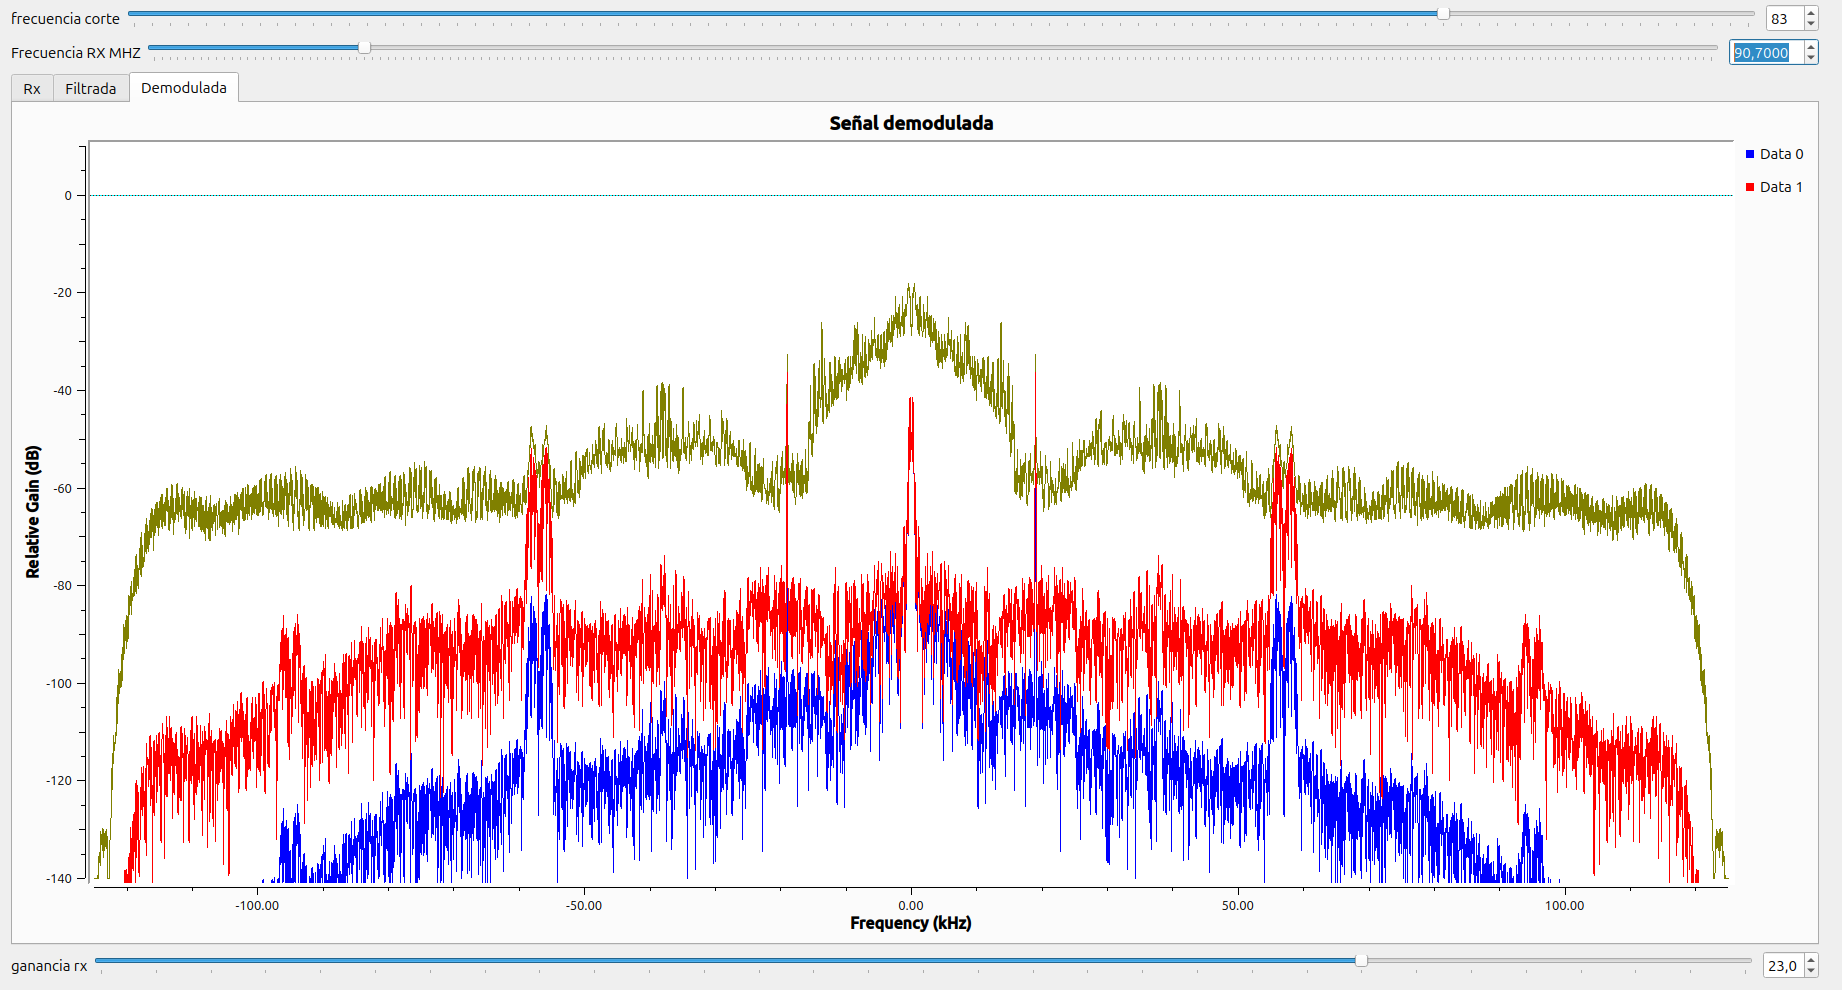 frecuencia corte 83
Frecuencia RX MHZ 90,7000
Rx Filtrada Demodulada
Señal demodulada
Data 0
Data 1
Relative Gain (dB)
0
-20
-40
-60
-80
-100
-120
-140
-100.00 -50.00 0.00 50.00 100.00
Frequency (kHz)
ganancia rx 23,0